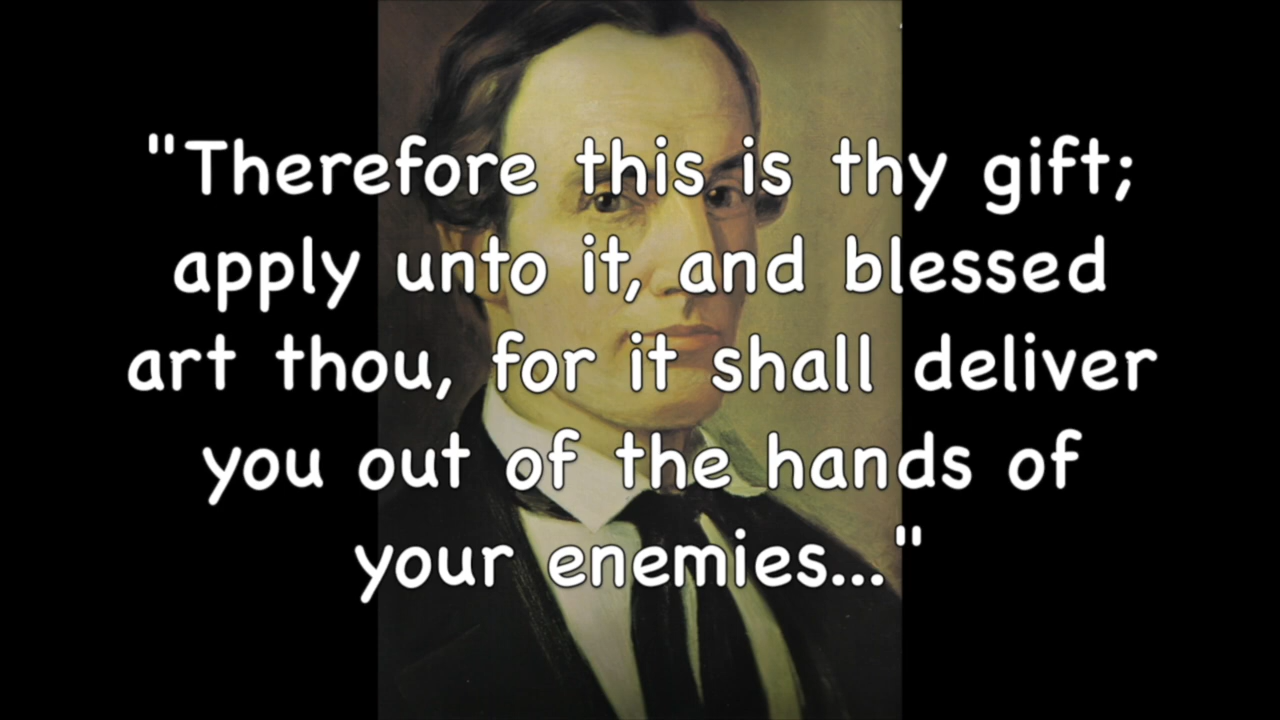 "Therefore this is thy gift;
apply unto it, and blessed
art thou, for it shall deliver
you out of the hands of
your enemies..."